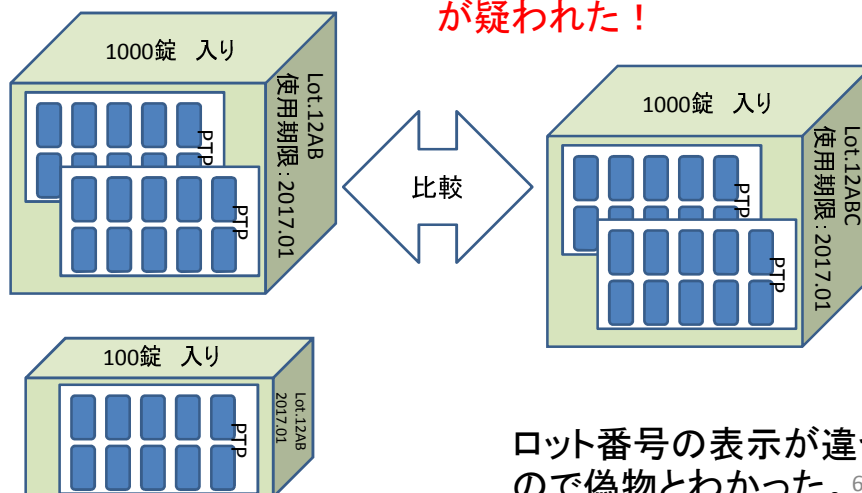 が疑われた！
1000錠　入り
Lot.12AB
使用期限：2017.01
PTP
PTP
比較
1000錠　入り
Lot.12ABC
使用期限：2017.01
PTP
PTP
100錠　入り
Lot.12AB
2017.01
PTP
ロット番号の表示が違う
ので偽物とわかった。
6